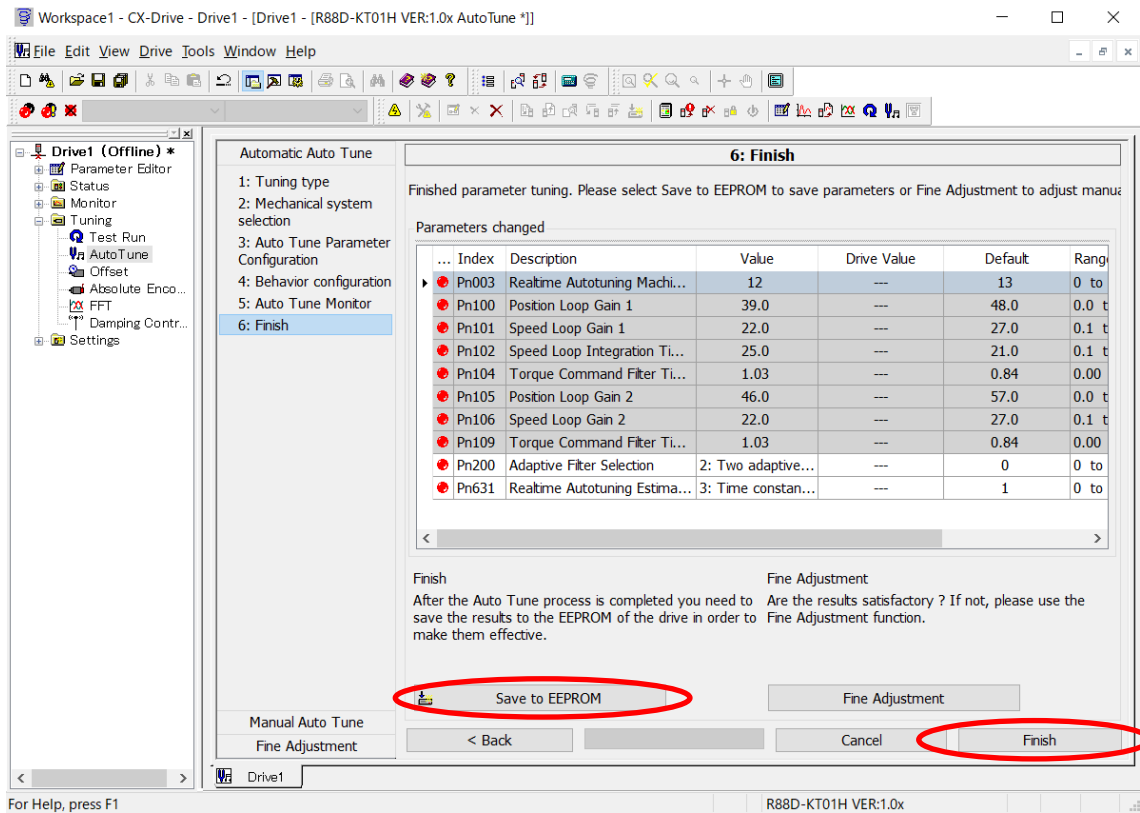 Workspace1 - CX-Drive - Drive1 - [Drive1 - [R88D-KT01H VER:1.0x AutoTune *]]
File Edit View Drive Tools Window Help
Drive1 (Offline) *
Parameter Editor
Status
Monitor
Tuning
Test Run
AutoTune
Offset
Absolute Enco...
FFT
Damping Contr...
Settings
Automatic Auto Tune
1: Tuning type
2: Mechanical system
selection
3: Auto Tune Parameter
Configuration
4: Behavior configuration
5: Auto Tune Monitor
6: Finish
Manual Auto Tune
Fine Adjustment
6: Finish
Finished parameter tuning. Please select Save to EEPROM to save parameters or Fine Adjustment to adjust manua
Parameters changed
... Index Description Value Drive Value Default Rang
Pn003 Realtime Autotuning Machi... 12 --- 13 0 to
Pn100 Position Loop Gain 1 39.0 --- 48.0 0.0 t
Pn101 Speed Loop Gain 1 22.0 --- 27.0 0.1 t
Pn102 Speed Loop Integration Ti... 25.0 --- 21.0 0.1 t
Pn104 Torque Command Filter Ti... 1.03 --- 0.84 0.00
Pn105 Position Loop Gain 2 46.0 --- 57.0 0.0 t
Pn106 Speed Loop Gain 2 22.0 --- 27.0 0.1 t
Pn109 Torque Command Filter Ti... 1.03 --- 0.84 0.00
Pn200 Adaptive Filter Selection 2: Two adaptive... --- 0 0 to
Pn631 Realtime Autotuning Estima... 3: Time constan... --- 1 0 to
Finish
After the Auto Tune process is completed you need to
save the results to the EEPROM of the drive in order to
make them effective.
Fine Adjustment
Are the results satisfactory ? If not, please use the
Fine Adjustment function.
Save to EEPROM
Fine Adjustment
< Back
Cancel
Finish
Drive1
For Help, press F1
R88D-KT01H VER:1.0x